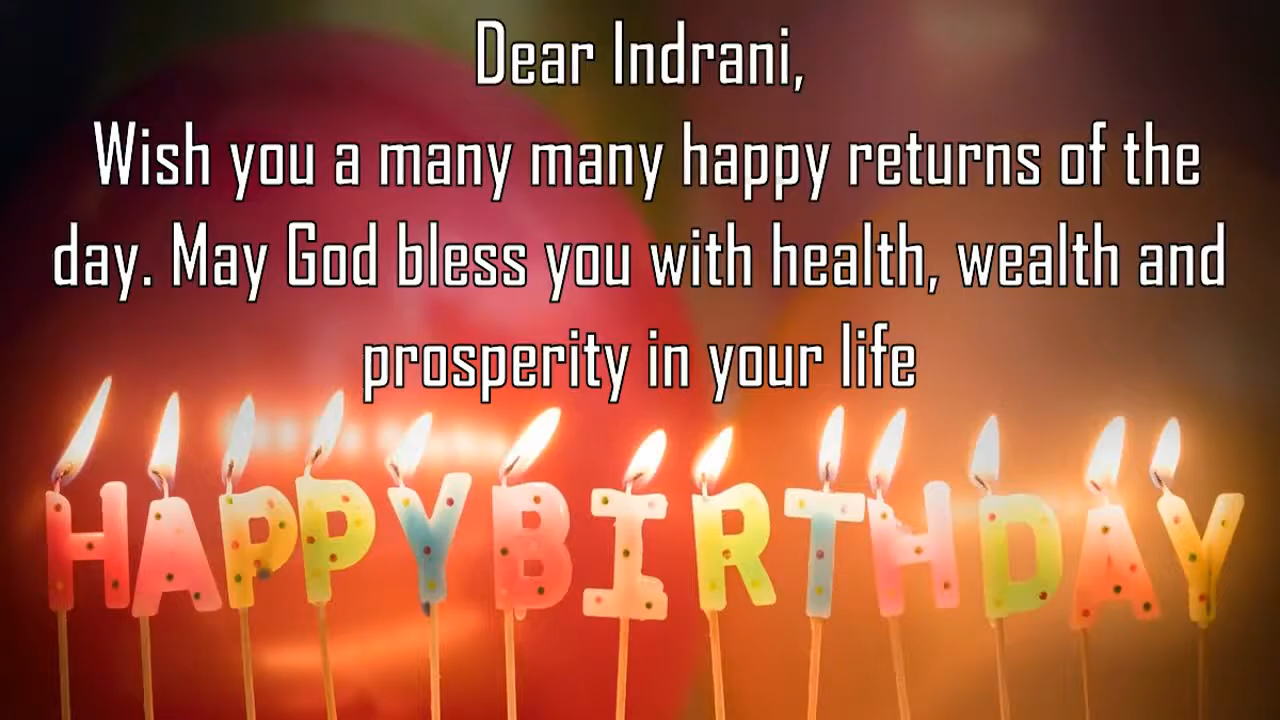 Dear Indrani,
Wish you a many many happy returns of the
day. May God bless you with health, wealth and
prosperity in your life
HAPPY BIRTHDAY